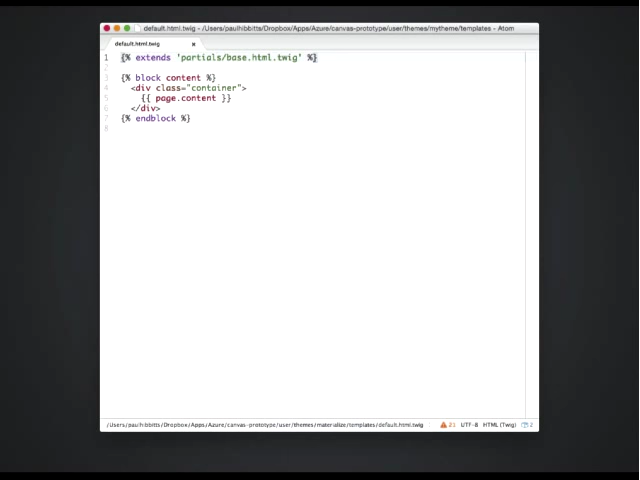 default.html.twig - /Users/paulhibbitts/Dropbox/Apps/Azure/canvas-prototype/user/themes/mytheme/templates - Atom
default.html.twig x
1 {% extends 'partials/base.html.twig' %}
2
3 {% block content %}
4 <div class="container">
5 {{ page.content }}
6 </div>
7 {% endblock %}
8
/Users/paulhibbitts/Dropbox/Apps/Azure/canvas-prototype/user/themes/materialize/templates/default.html.twig 21 UTF-8 HTML (Twig) 2